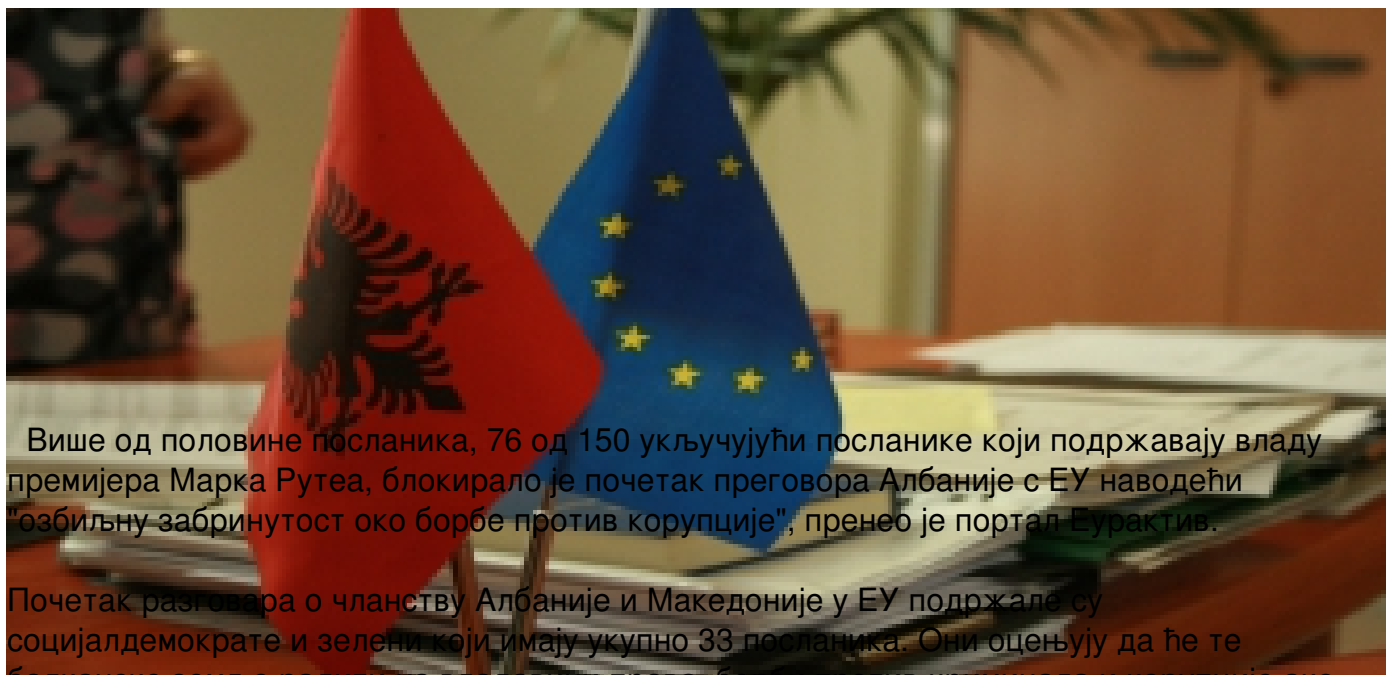 Више од половине посланика, 76 од 150 укључујући посланике који подржавају владу
премијера Марка Рутеа, блокирало је почетак преговора Албаније с ЕУ наводећи
"озбиљну забринутост око борбе против корупције", пренео је портал Еурактив.
Почетак разговара о чланству Албаније и Македоније у ЕУ подржале су
социјалдемократе и зелени који имају укупно 33 посланика. Они оцењују да ће те